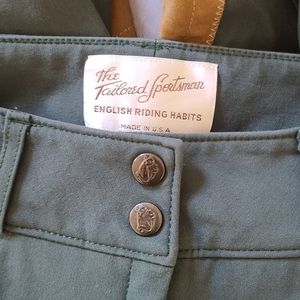 The
Tailored Sportsman
ENGLISH RIDING HABITS
MADE IN U.S.A